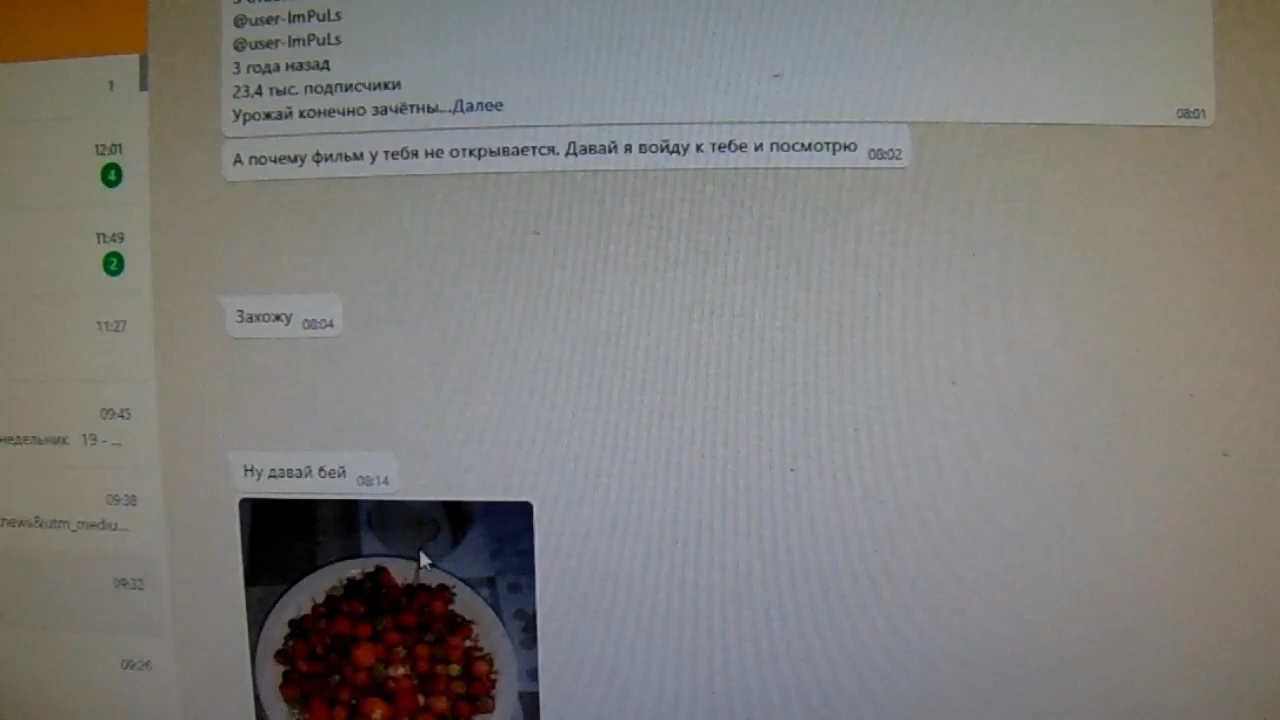 @user-ImPuLs
@user-ImPuLs
3 года назад
23,4 тыс. подписчики
Урожай конечно зачётны...Далее
08:01
А почему фильм у тебя не открывается. Давай я войду к тебе и посмотрю 08:02
Захожу 08:04
Ну давай бей 08:14
1
12:01
4
11:49
2
11:27
09:45
недельник 19 - ...
09:38
news&utm_mediu...
09:32
09:26